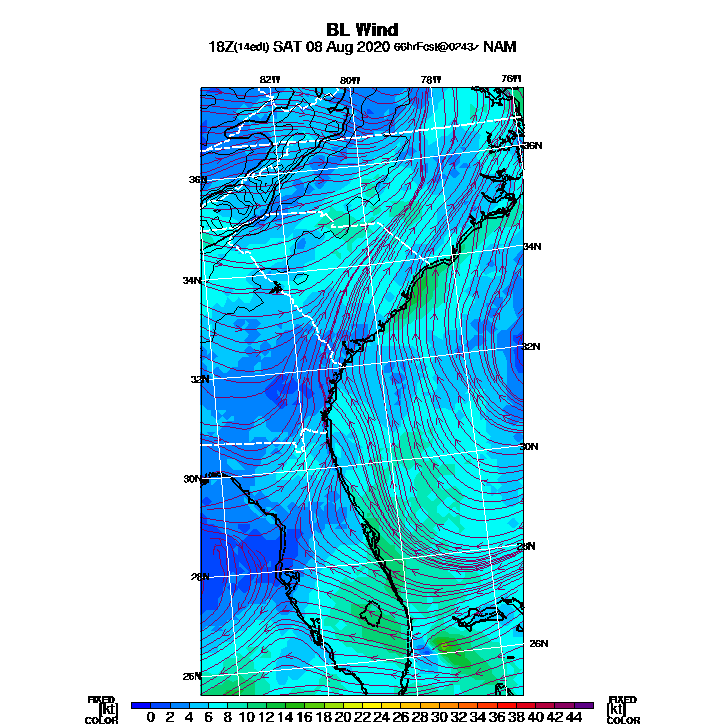 BL Wind
18Z(14edt) SAT 08 Aug 2020 66hrFcst@0243z NAM
82W 80W 78W 76W
36N
36N
34N
34N
32N
32N
30N
30N
28N
28N
26N
26N
FIXED FIXED
[kt] 0 2 4 6 8 10 12 14 16 18 20 22 24 26 28 30 32 34 36 38 40 42 44 [kt]
COLOR COLOR